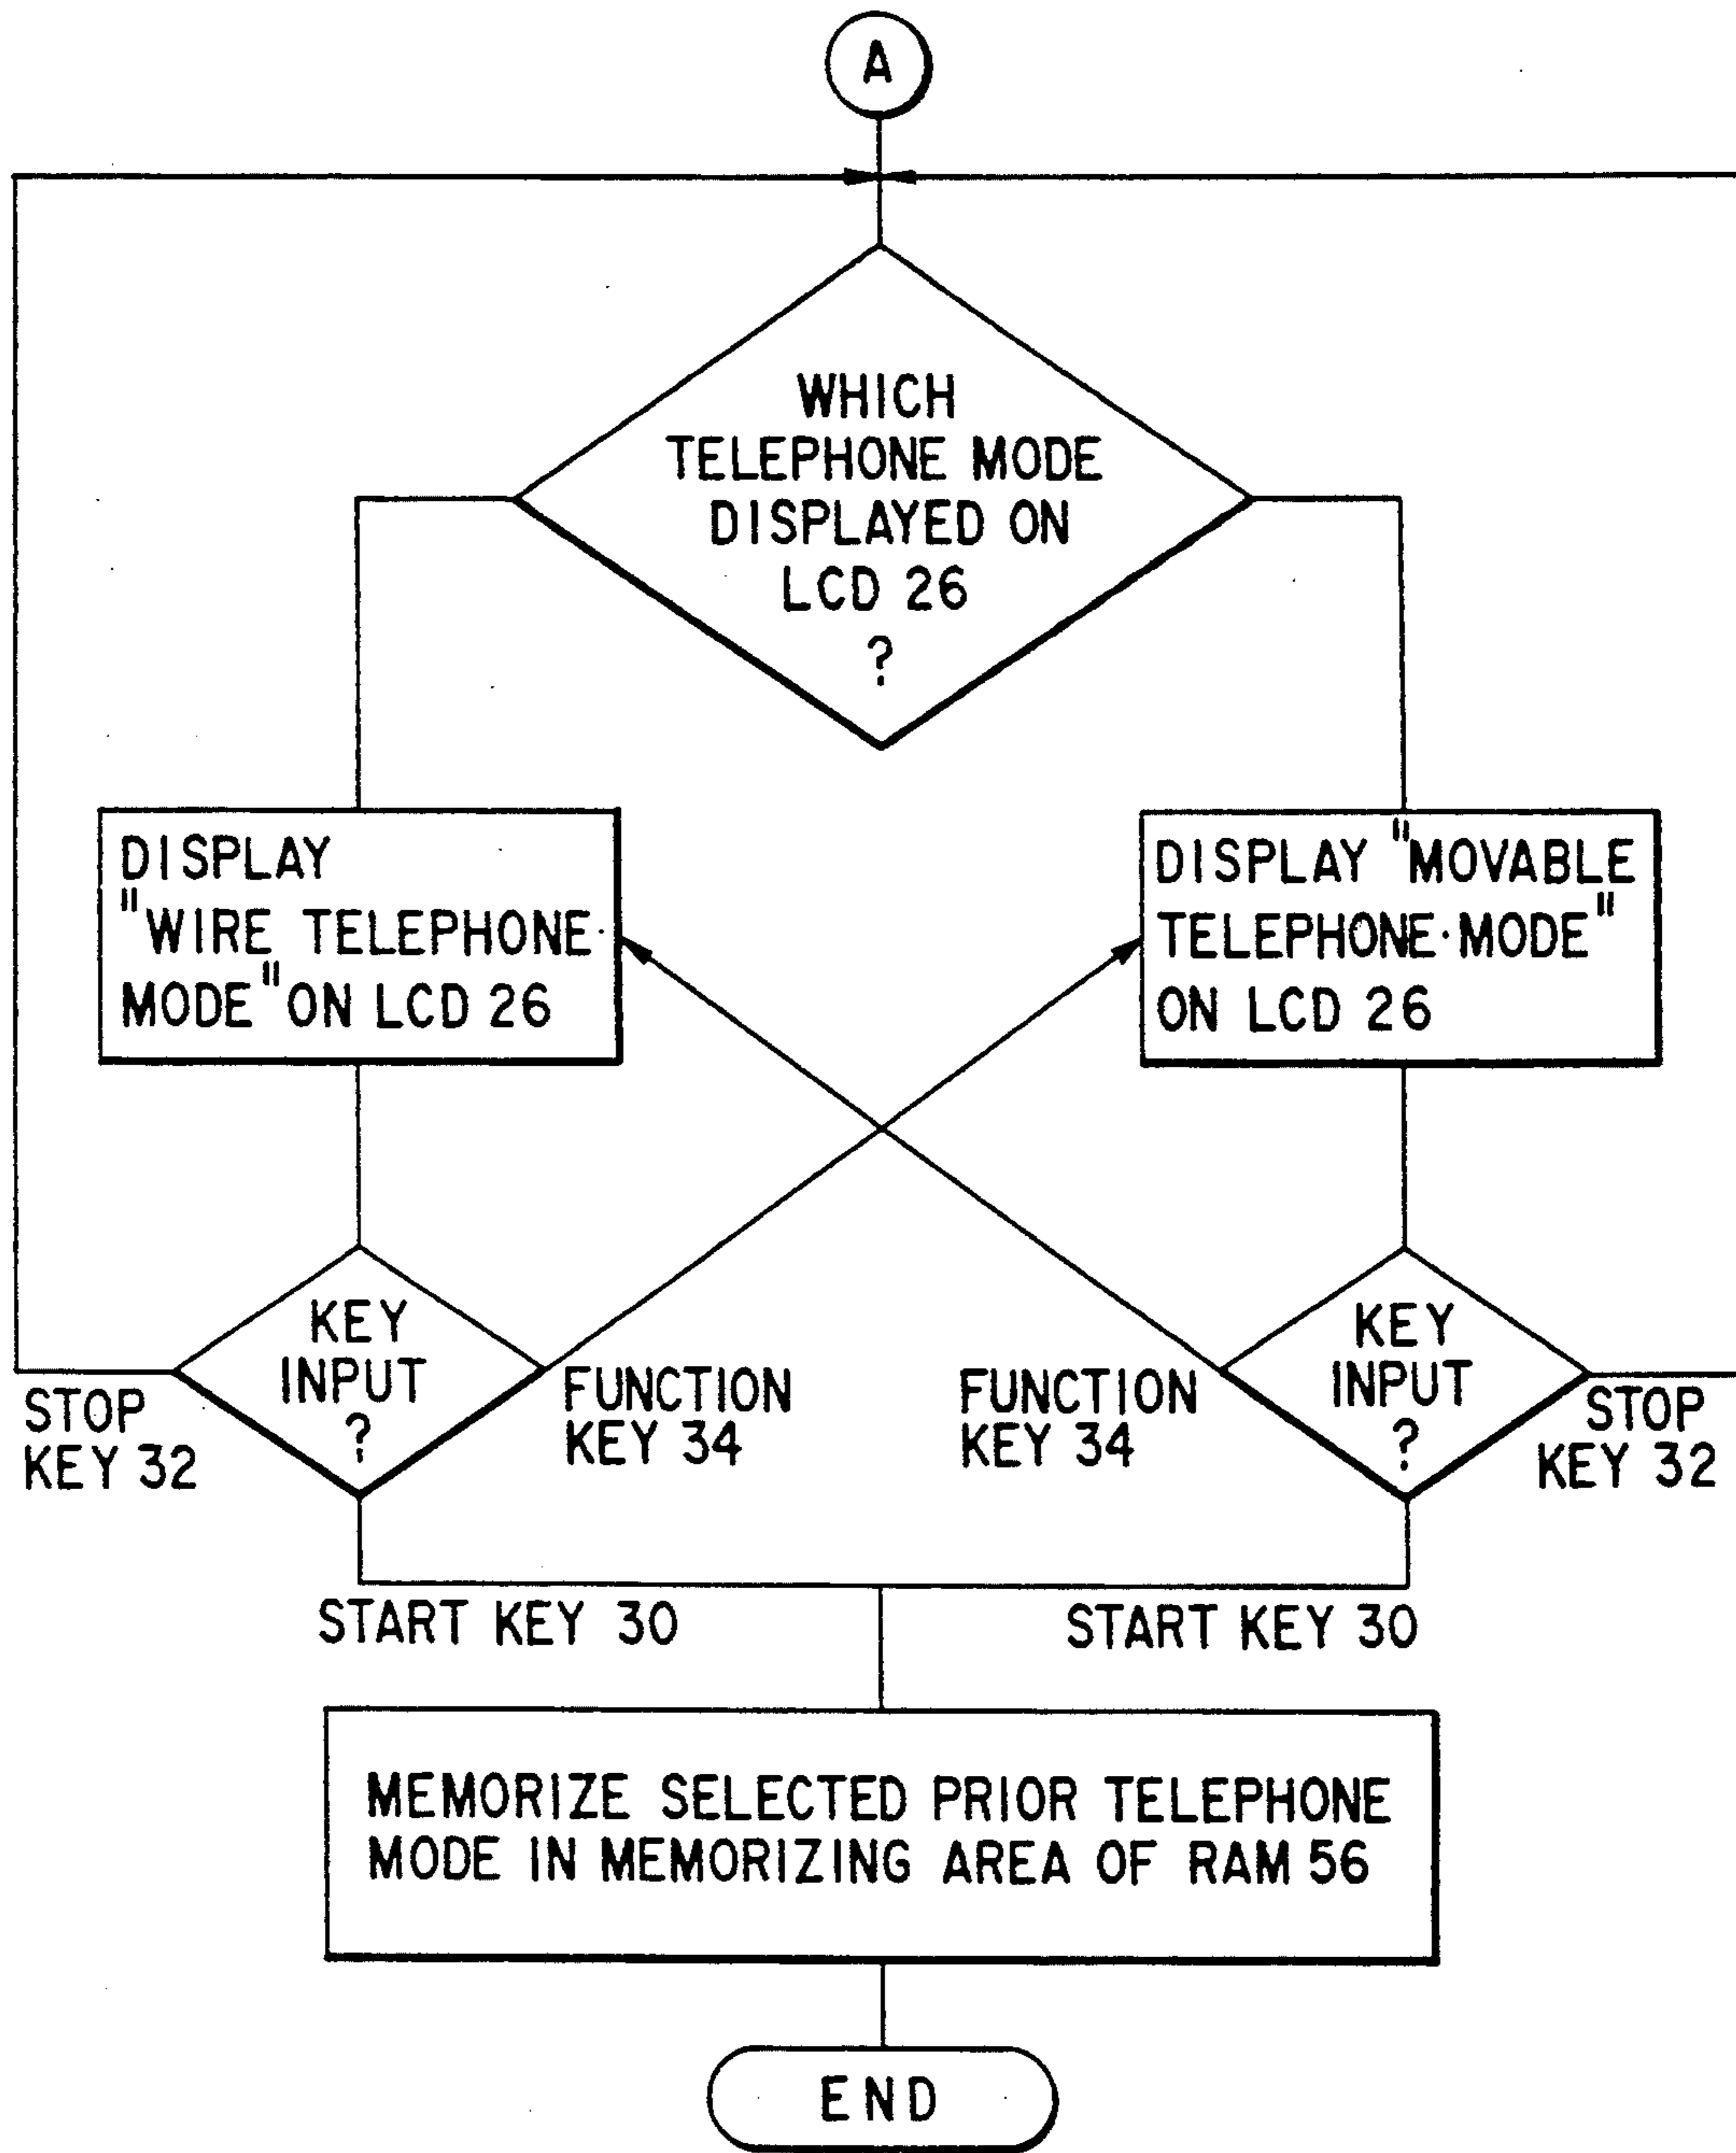 A
WHICH
TELEPHONE MODE
DISPLAYED ON
LCD 26
?
DISPLAY
"WIRE TELEPHONE
MODE" ON LCD 26
DISPLAY "MOVABLE
TELEPHONE MODE"
ON LCD 26
KEY
INPUT
?
STOP
KEY 32
FUNCTION
KEY 34
FUNCTION
KEY 34
KEY
INPUT
?
STOP
KEY 32
START KEY 30
START KEY 30
MEMORIZE SELECTED PRIOR TELEPHONE
MODE IN MEMORIZING AREA OF RAM 56
END